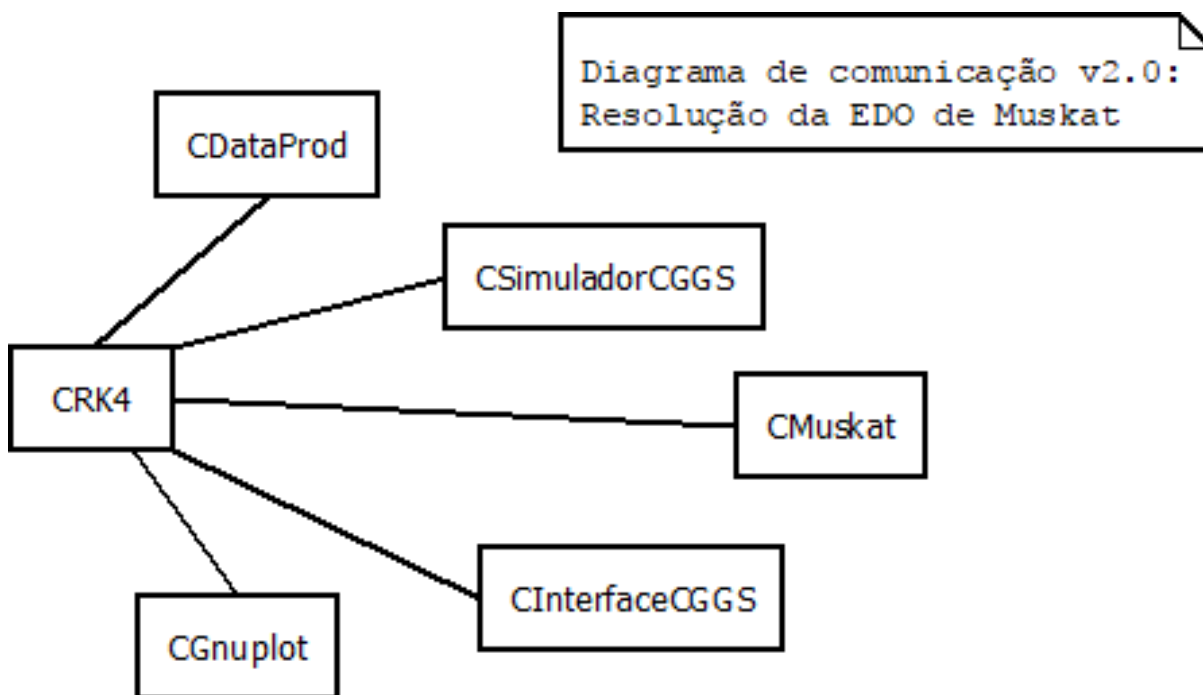 Diagrama de comunicação v2.0:
Resolução da EDO de Muskat
CDataProd
CSimuladorCGGS
CRK4
CMuskat
CInterfaceCGGS
CGnuplot